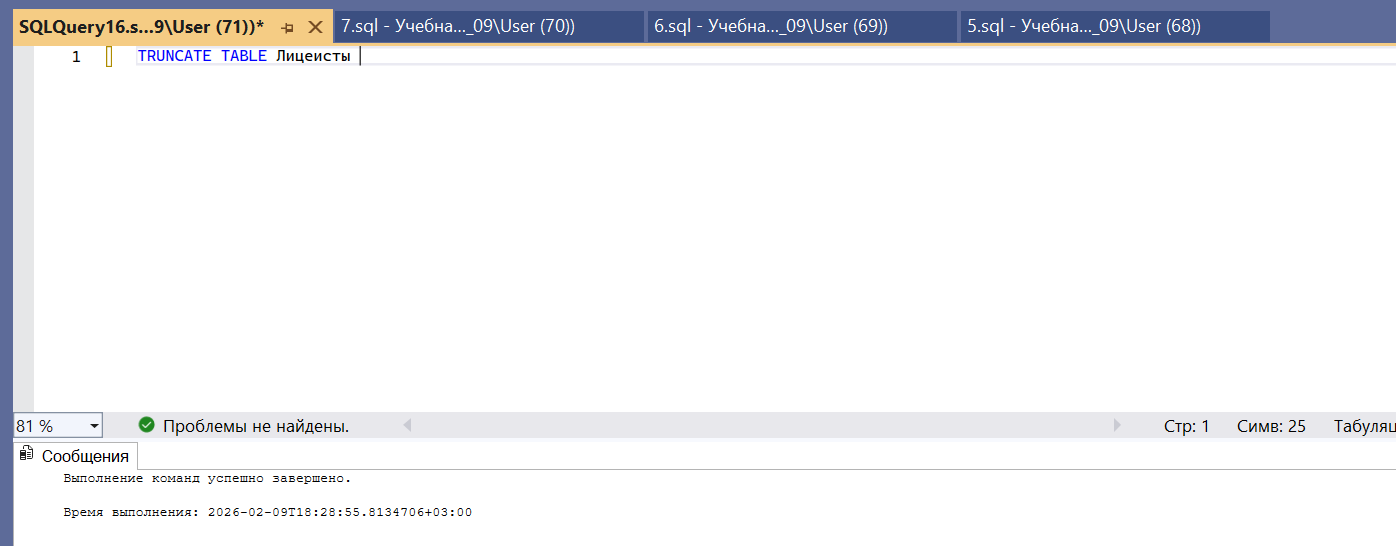 SQLQuery16.s...9\User (71))* 7.sql - Учебна..._09\User (70)) 6.sql - Учебна..._09\User (69)) 5.sql - Учебна..._09\User (68))
1 TRUNCATE TABLE Лицеисты
81 % Проблемы не найдены. Стр: 1 Симв: 25 Табуляц
Сообщения
Выполнение команд успешно завершено.
Время выполнения: 2026-02-09T18:28:55.8134706+03:00